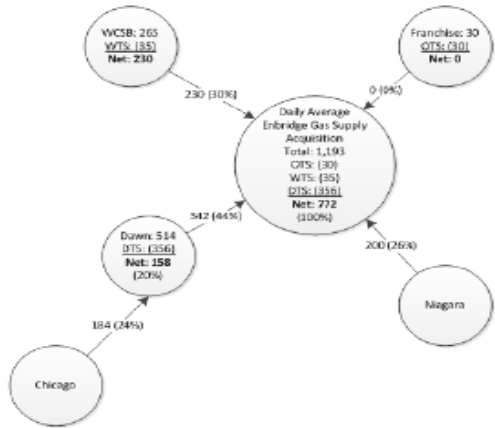 WCSB: 265
WTS: (35)
Net: 230
Franchise: 30
OTS: (30)
Net: 0
230 (30%)
0 (0%)
Daily Average
Enbridge Gas Supply
Acquisition
Total: 1,193
OTS: (30)
WTS: (35)
DTS: (356)
Net: 772
(100%)
342 (44%)
Dawn: 514
DTS: (356)
Net: 158
(20%)
200 (26%)
Niagara
184 (24%)
Chicago